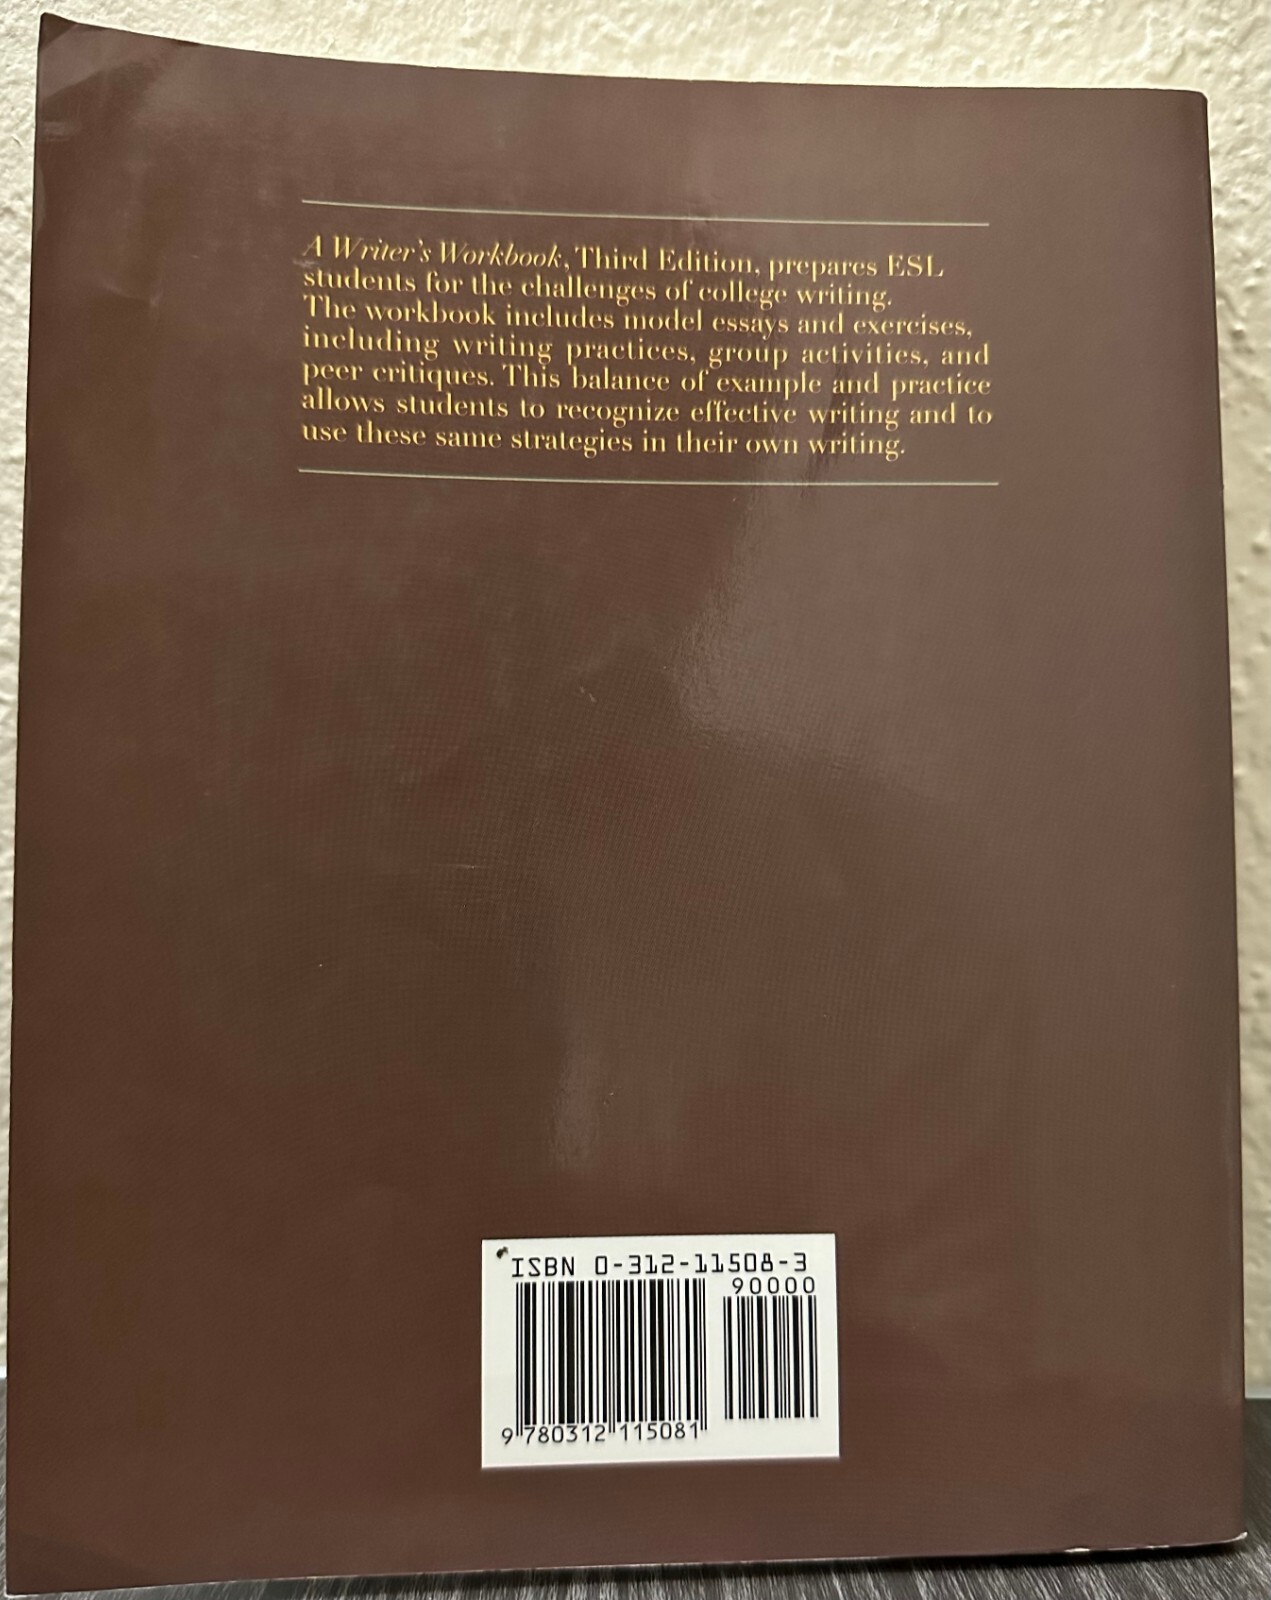 A Writer's Workbook, Third Edition, prepares ESL
students for the challenges of college writing.
The workbook includes model essays and exercises,
including writing practices, group activities, and
peer critiques. This balance of example and practice
allows students to recognize effective writing and to
use these same strategies in their own writing.
ISBN 0-312-11508-3
90000
9 780312 115081